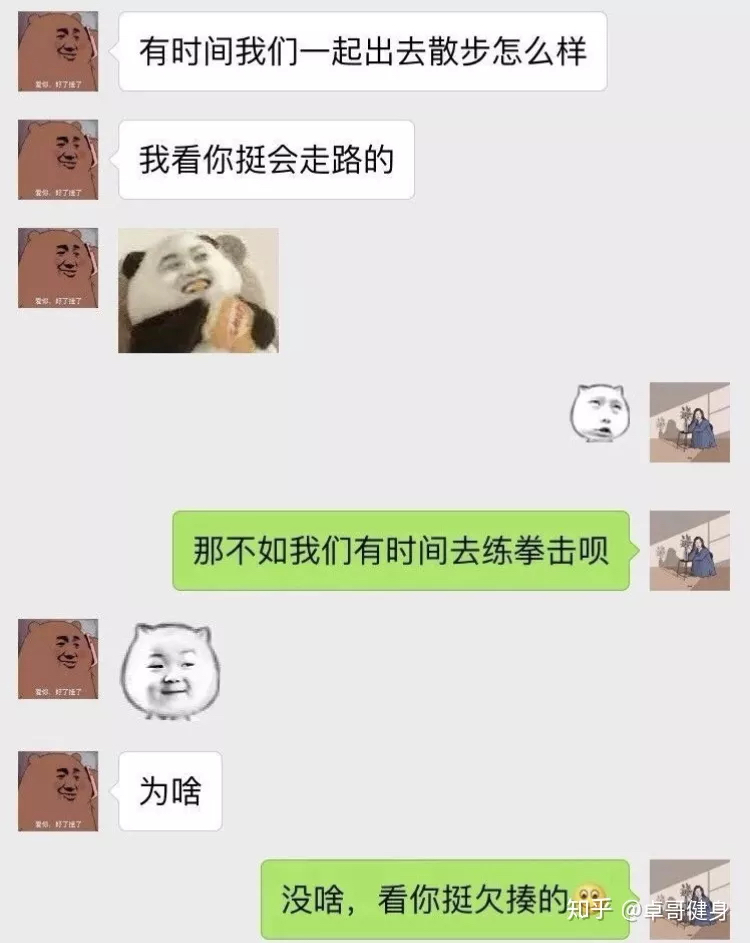 有时间我们一起出去散步怎么样
我看你挺会走路的
那不如我们有时间去练拳击呗
为啥
没啥，看你挺欠揍的
知乎 @卓哥健身